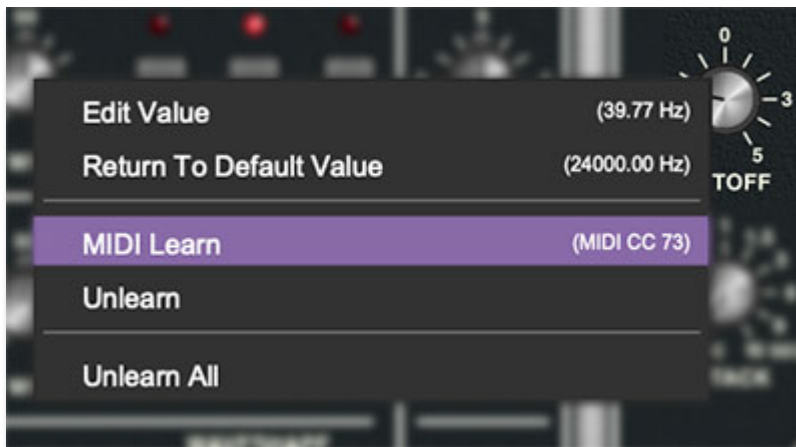 0
5
Edit Value (39.77 Hz)
3
Return To Default Value (24000.00 Hz)
5
TOFF
MIDI Learn (MIDI CC 73)
Unlearn
Unlearn All